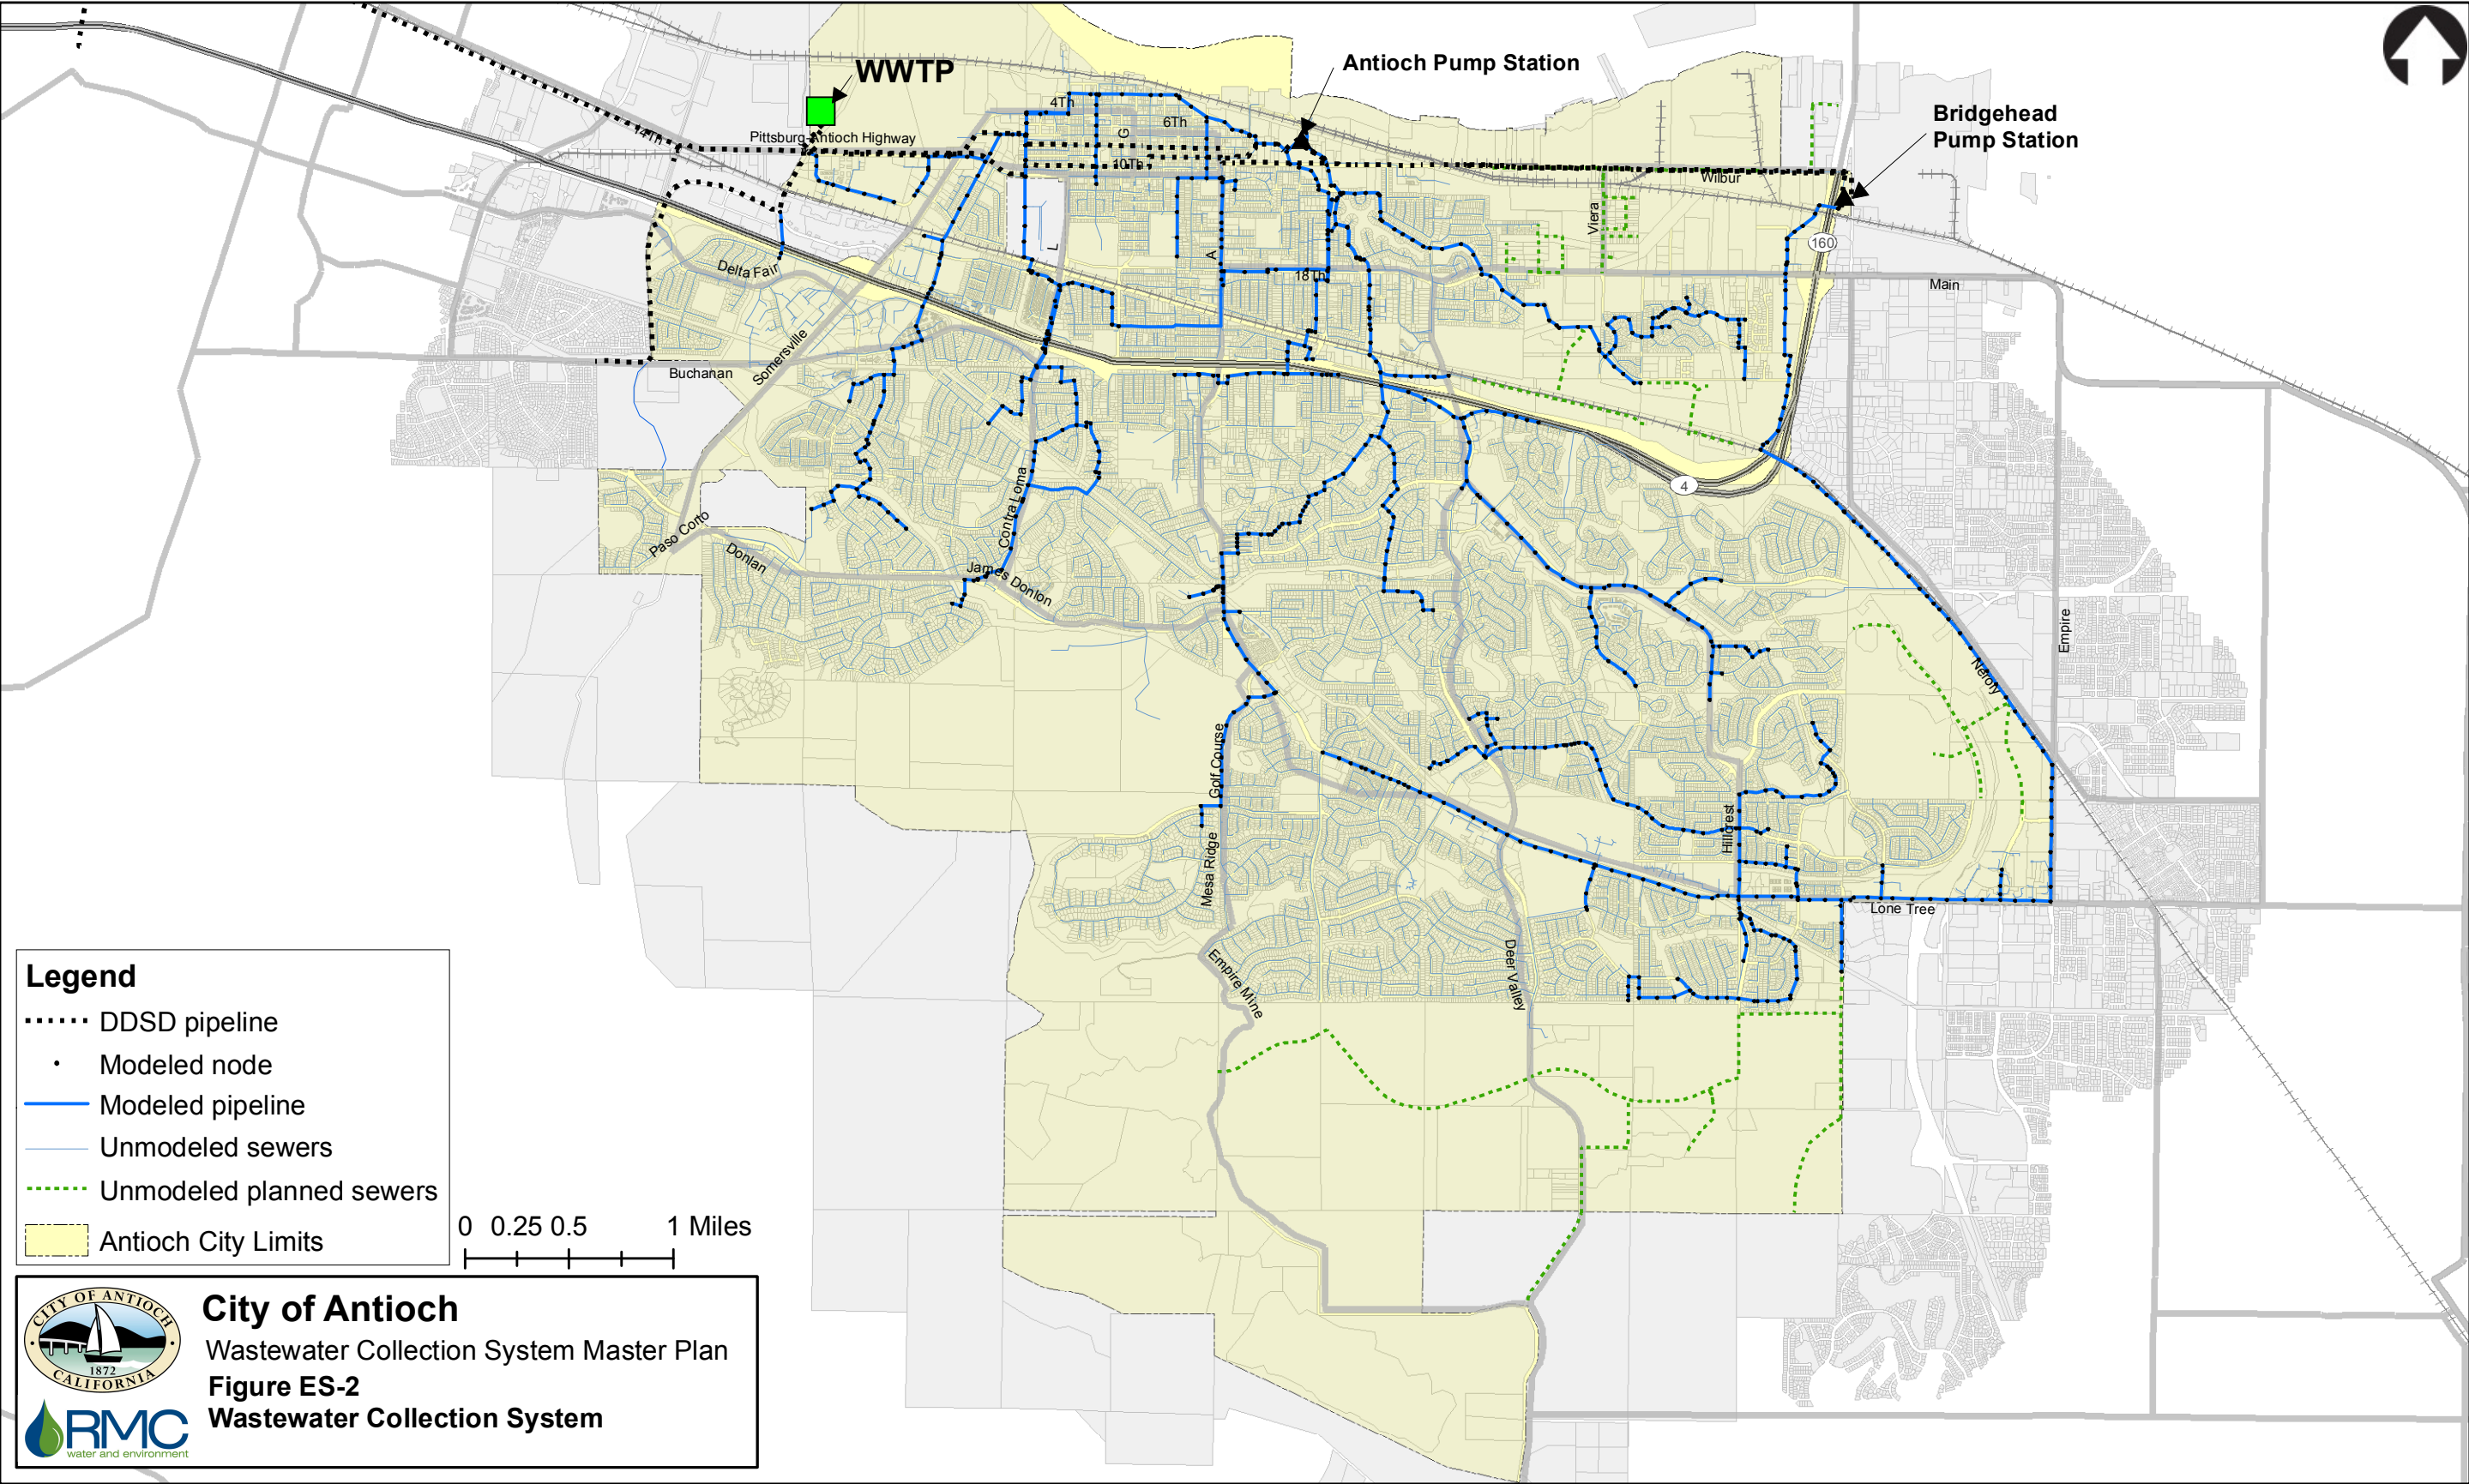 WWTP
Antioch Pump Station
Bridgehead
Pump Station
4Th
6Th
G
14Th
Pittsburg-Antioch Highway
10Th
Wilbur
Viera
L
A
160
Delta Fair
18Th
Main
Somersville
Buchanan
4
Contra Loma
Paso Corto
Donlan
James Donlon
Empire
Neroly
Golf Course
Hillcrest
Mesa Ridge
Lone Tree
Deer Valley
Empire Mine
Legend
DDSD pipeline
Modeled node
Modeled pipeline
Unmodeled sewers
Unmodeled planned sewers
Antioch City Limits
0 0.25 0.5 1 Miles
CITY OF ANTIOCH
1872
CALIFORNIA
City of Antioch
Wastewater Collection System Master Plan
Figure ES-2
Wastewater Collection System
RMC
water and environment